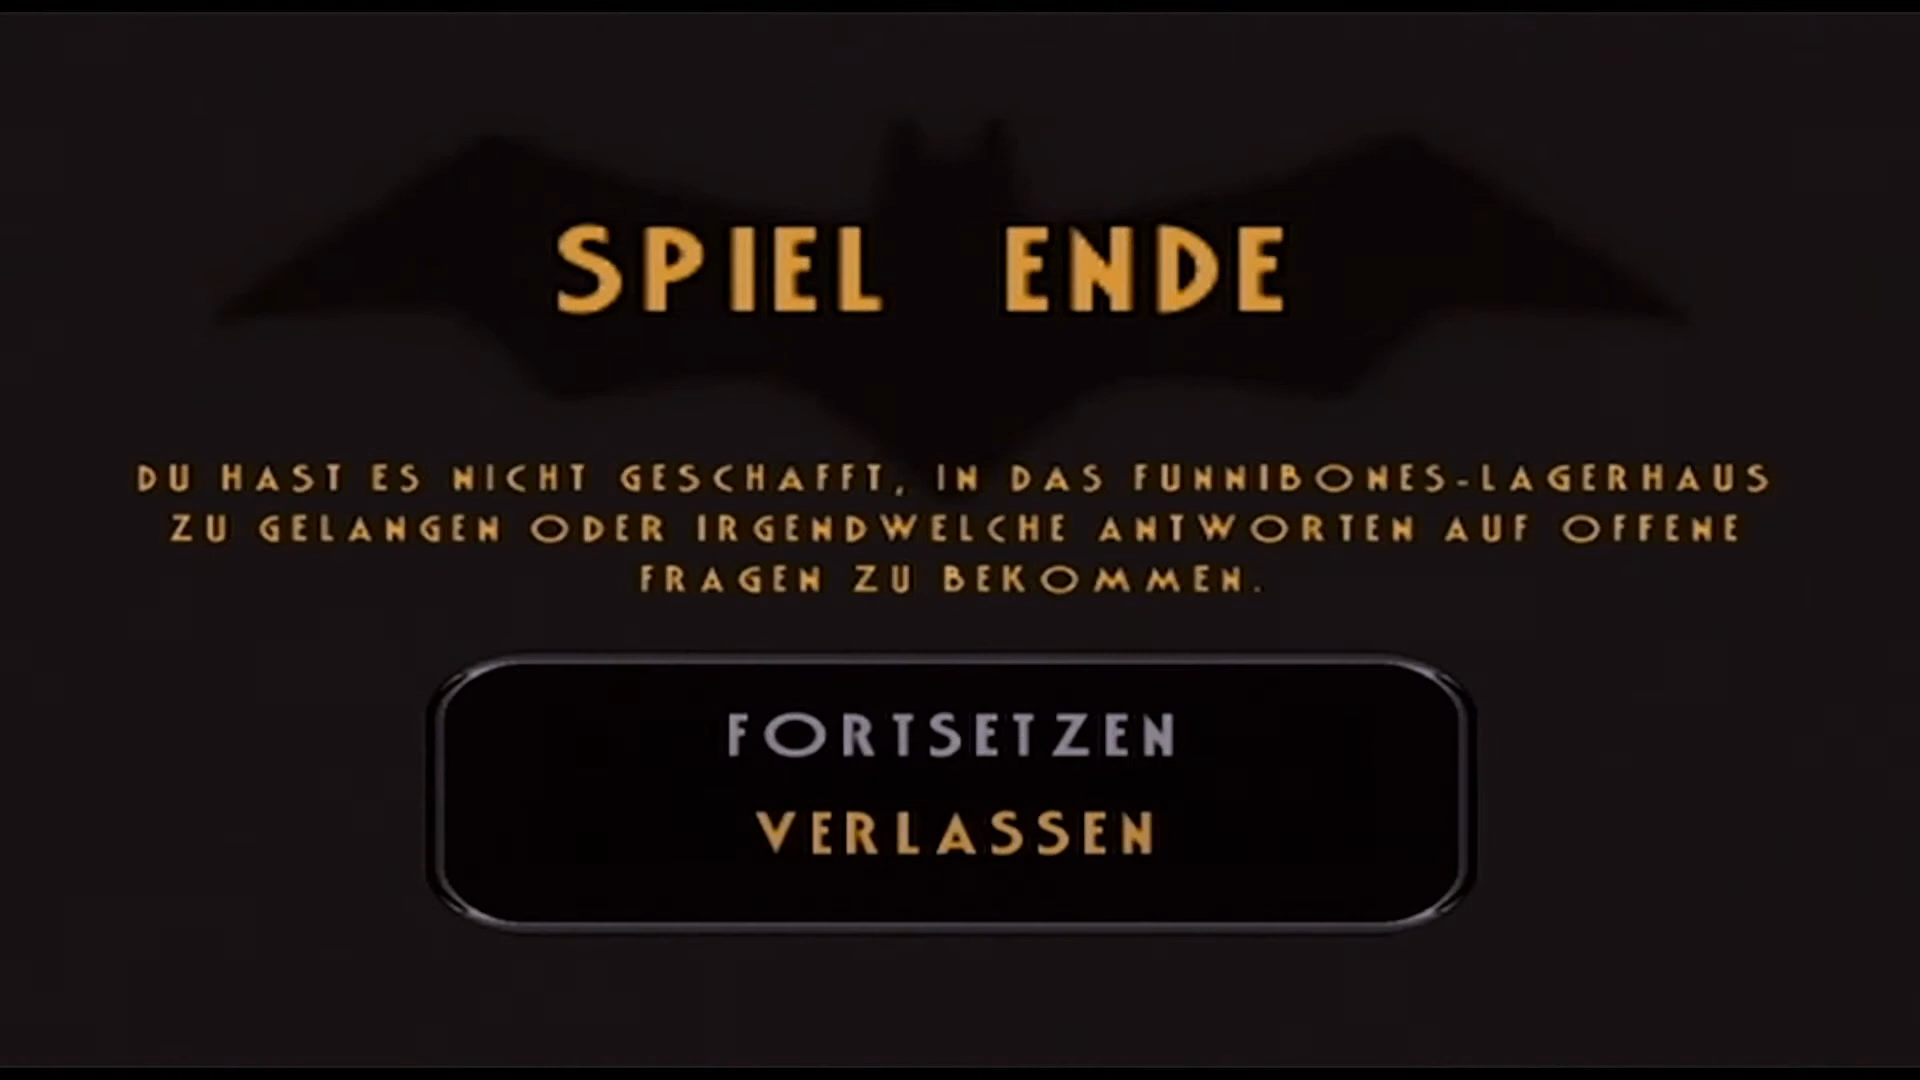 SPIEL ENDE
DU HAST ES NICHT GESCHAFFT, IN DAS FUNNIBONES-LAGERHAUS
ZU GELANGEN ODER IRGENDWELCHE ANTWORTEN AUF OFFENE
FRAGEN ZU BEKOMMEN.
FORTSETZEN
VERLASSEN